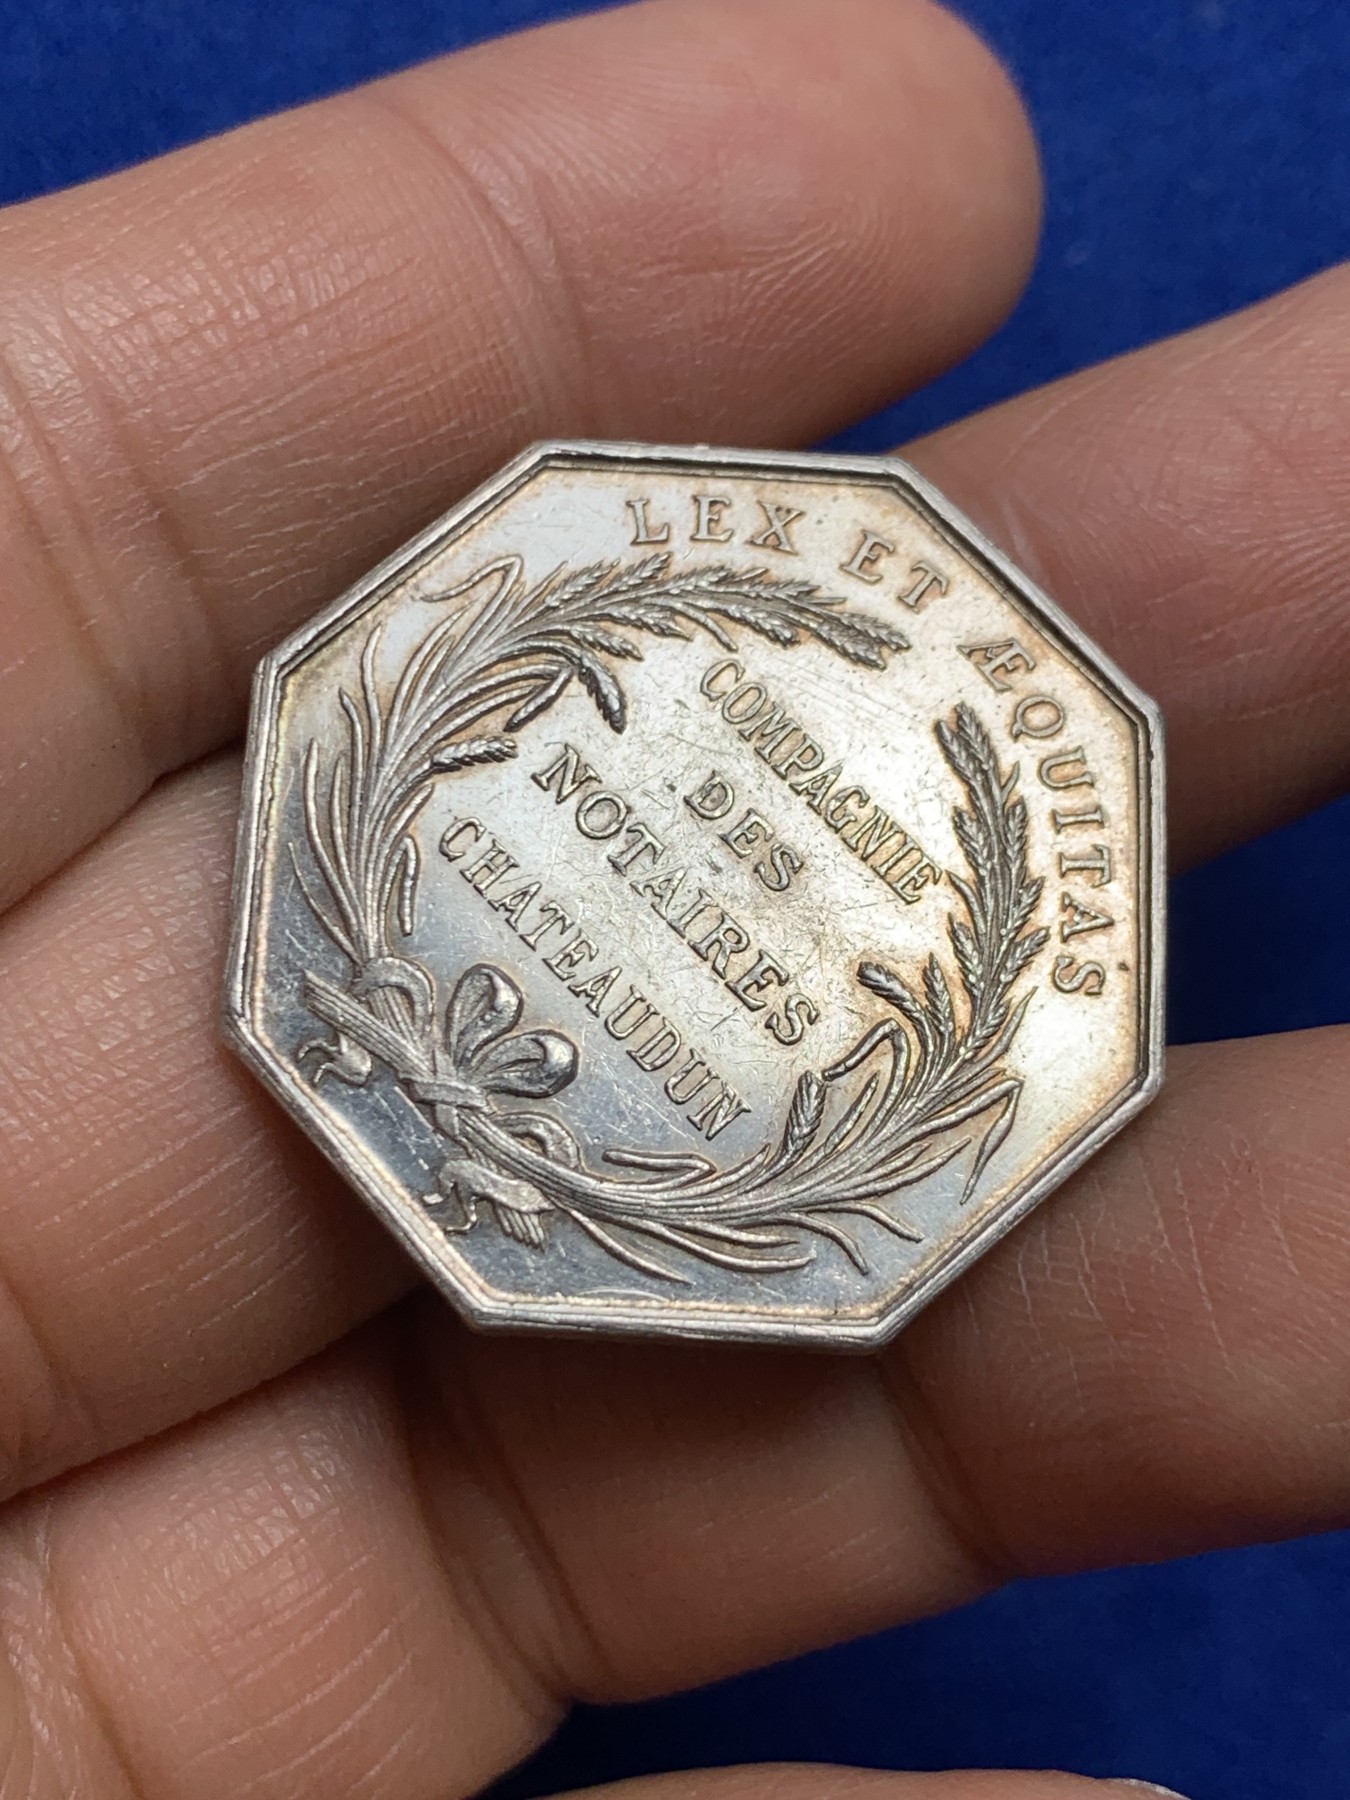 LEX ET ÆQUITAS
COMPAGNIE
DES
NOTAIRES
CHATEAUDUN